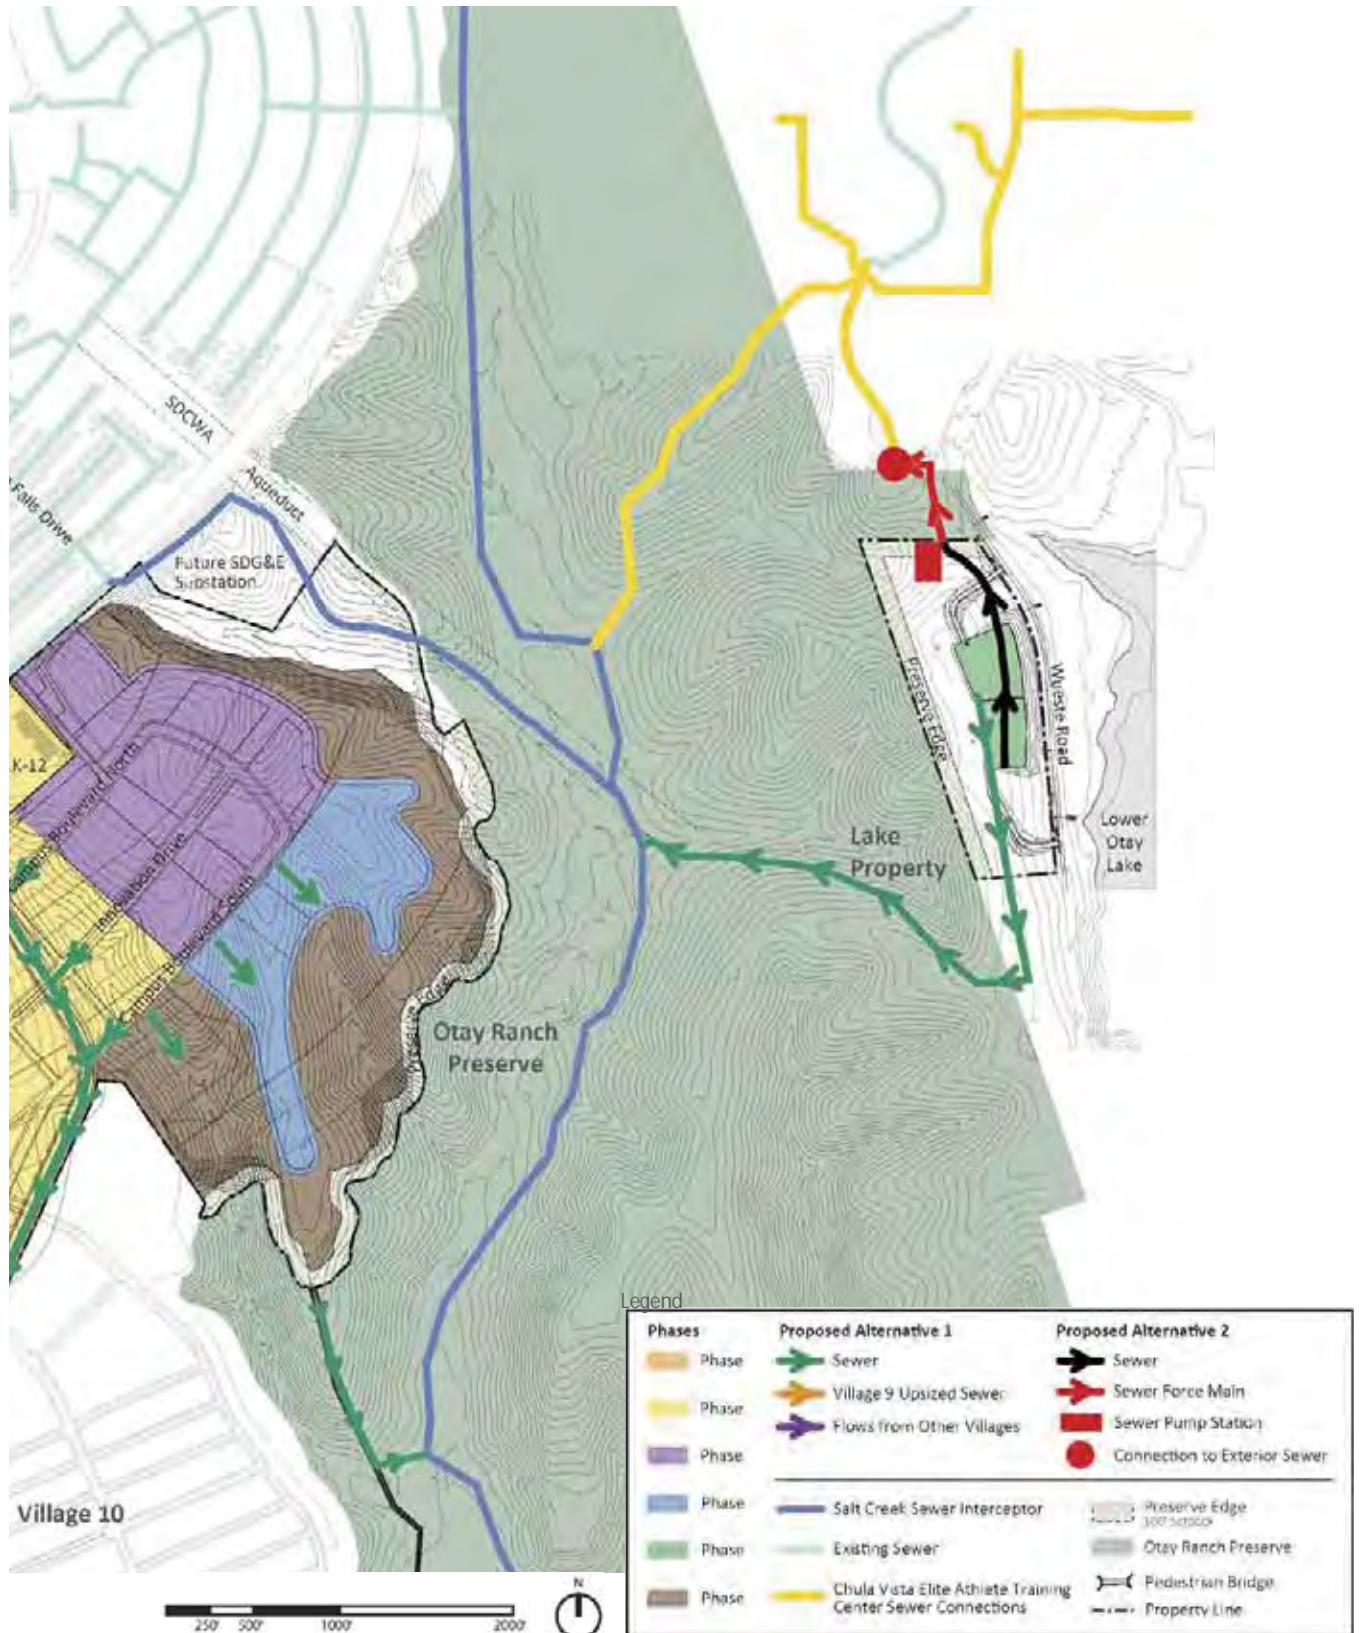 SDCWA
Aqueduct
Falls Drive
Future SDG&E
Substation
K-12
Boulevard North
Innovation Drive
Campus Boulevard South
Preserve Edge
Otay Ranch
Preserve
Preserve Edge
Wueste Road
Lake
Property
Lower
Otay
Lake
Village 10
Legend
Phases
Phase
Phase
Phase
Phase
Phase
Phase
Proposed Alternative 1
Sewer
Village 9 Upsized Sewer
Flows from Other Villages
Proposed Alternative 2
Sewer
Sewer Force Main
Sewer Pump Station
Connection to Exterior Sewer
Salt Creek Sewer Interceptor
Existing Sewer
Chula Vista Elite Athlete Training
Center Sewer Connections
Preserve Edge
100' Setback
Otay Ranch Preserve
Pedestrian Bridge
Property Line
250' 500' 1000' 2000'
N